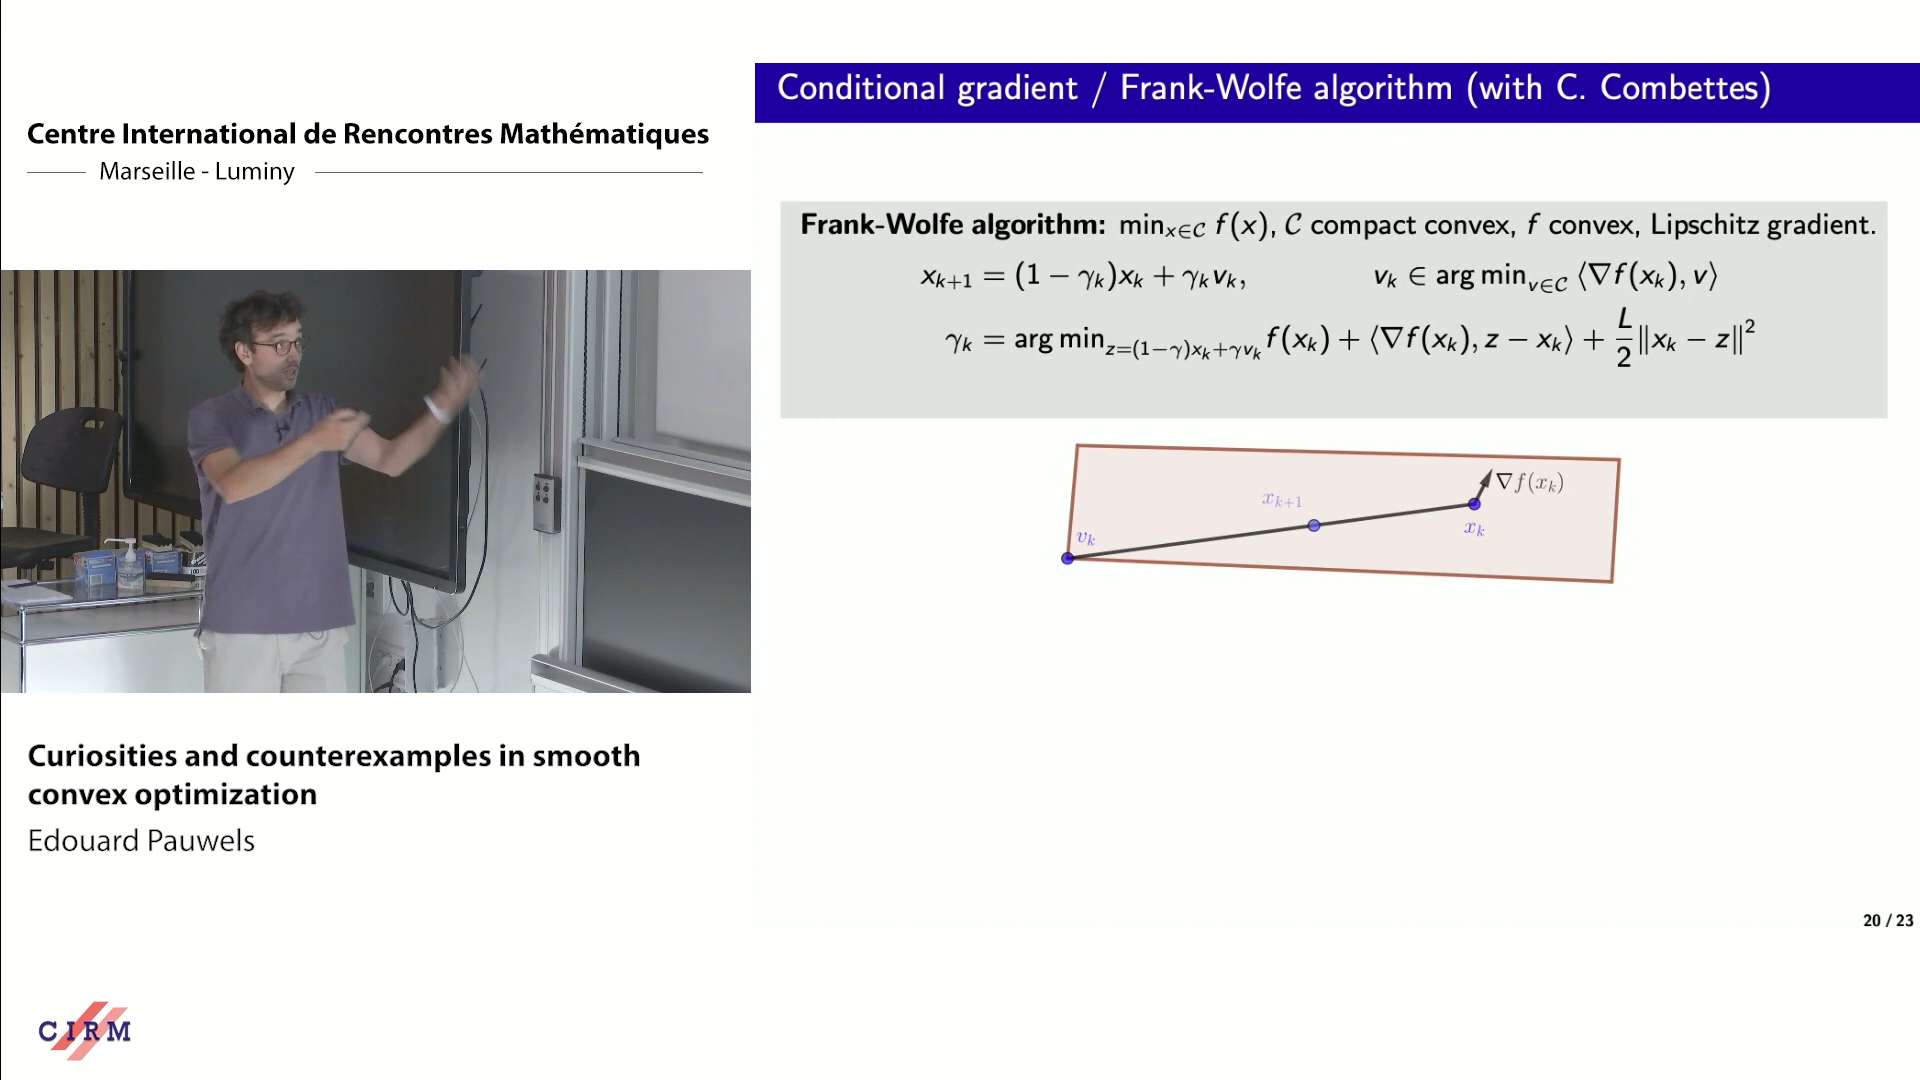 Centre International de Rencontres Mathématiques
Marseille - Luminy
Curiosities and counterexamples in smooth
convex optimization
Edouard Pauwels
CIRM
Conditional gradient / Frank-Wolfe algorithm (with C. Combettes)
Frank-Wolfe algorithm: min_{x∈𝒞} f(x), 𝒞 compact convex, f convex, Lipschitz gradient.
x_{k+1} = (1 − γ_k)x_k + γ_k v_k, v_k ∈ arg min_{v∈𝒞} ⟨∇f(x_k), v⟩
γ_k = arg min_{z=(1−γ)x_k+γv_k} f(x_k) + ⟨∇f(x_k), z − x_k⟩ + L/2 ‖x_k − z‖²
∇f(x_k)
x_{k+1}
x_k
v_k
20 / 23